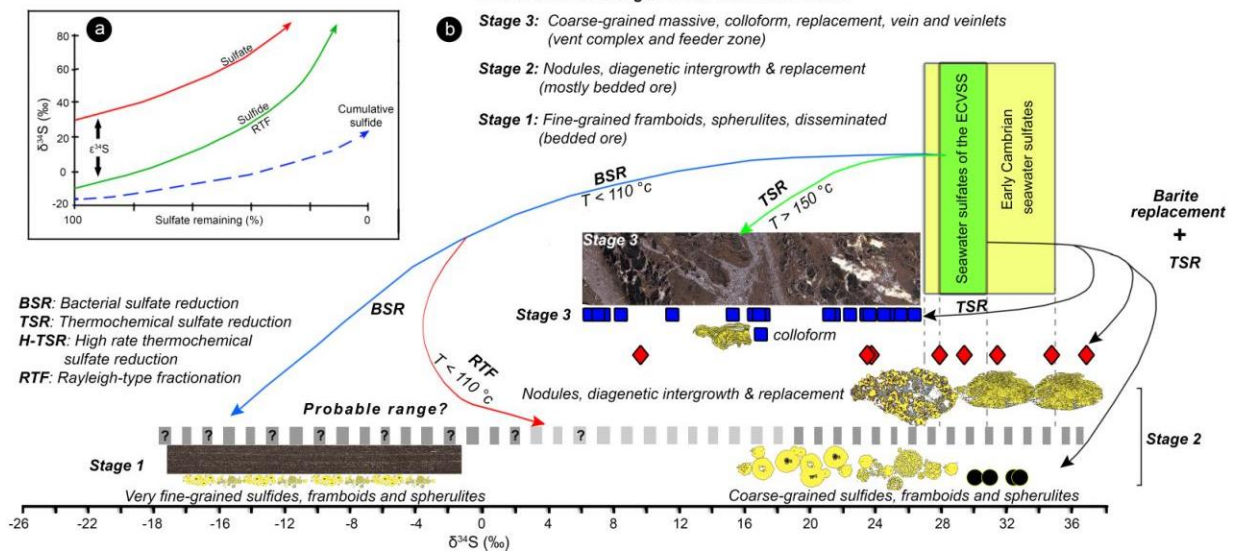 a
80
60
40
20
0
-20
δ³⁴S (‰)
Sulfate
Sulfide
RTF
ε³⁴S
Cumulative
sulfide
100
0
Sulfate remaining (%)
b
Stage 3: Coarse-grained massive, colloform, replacement, vein and veinlets
(vent complex and feeder zone)
Stage 2: Nodules, diagenetic intergrowth & replacement
(mostly bedded ore)
Stage 1: Fine-grained framboids, spherulites, disseminated
(bedded ore)
Seawater sulfates of the ECVSS
Early Cambrian
seawater sulfates
BSR
T < 110 °c
TSR
T > 150 °c
Barite
replacement
+
TSR
Stage 3
BSR: Bacterial sulfate reduction
TSR: Thermochemical sulfate reduction
H-TSR: High rate thermochemical
sulfate reduction
RTF: Rayleigh-type fractionation
BSR
RTF
T < 110 °c
Stage 3
TSR
colloform
Nodules, diagenetic intergrowth & replacement
Probable range?
? ? ? ? ? ? ? ?
Stage 2
Stage 1
Very fine-grained sulfides, framboids and spherulites
Coarse-grained sulfides, framboids and spherulites
-26 -24 -22 -20 -18 -16 -14 -12 -10 -8 -6 -4 -2 0 2 4 6 8 10 12 14 16 18 20 22 24 26 28 30 32 34 36
δ³⁴S (‰)